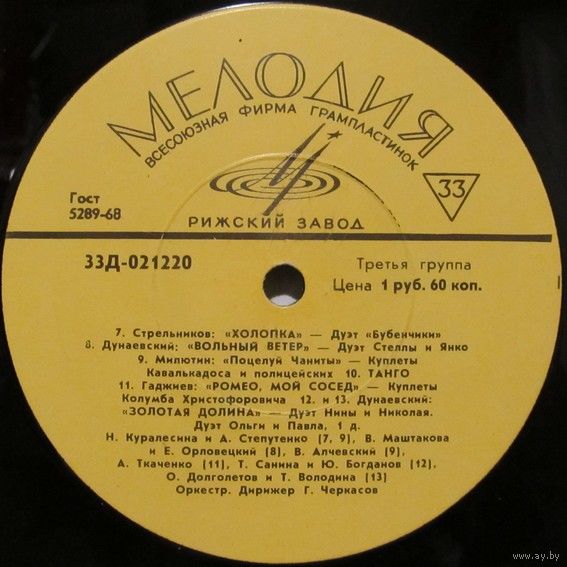 МЕЛОДИЯ
ВСЕСОЮЗНАЯ ФИРМА ГРАМПЛАСТИНОК
33
Гост
5289-68
РИЖСКИЙ ЗАВОД
33Д-021220
Третья группа
Цена 1 руб. 60 коп.
7. Стрельников: «ХОЛОПКА» — Дуэт «Бубенчики»
8. Дунаевский: «ВОЛЬНЫЙ ВЕТЕР» — Дуэт Стеллы и Янко
9. Милютин: «Поцелуй Чаниты» — Куплеты
Кавалькадоса и полицейских 10. ТАНГО
11. Гаджиев: «РОМЕО, МОЙ СОСЕД» — Куплеты
Колумба Христофоровича 12. и 13. Дунаевский:
«ЗОЛОТАЯ ДОЛИНА» — Дуэт Нины и Николая.
Дуэт Ольги и Павла, 1 д.
Н. Куралесина и А. Степутенко (7, 9), В. Маштакова
и Е. Орловецкий (8), В. Алчевский (9),
А. Ткаченко (11), Т. Санина и Ю. Богданов (12),
О. Долголетов и Т. Володина (13)
Оркестр. Дирижер Г. Черкасов
www.ay.by